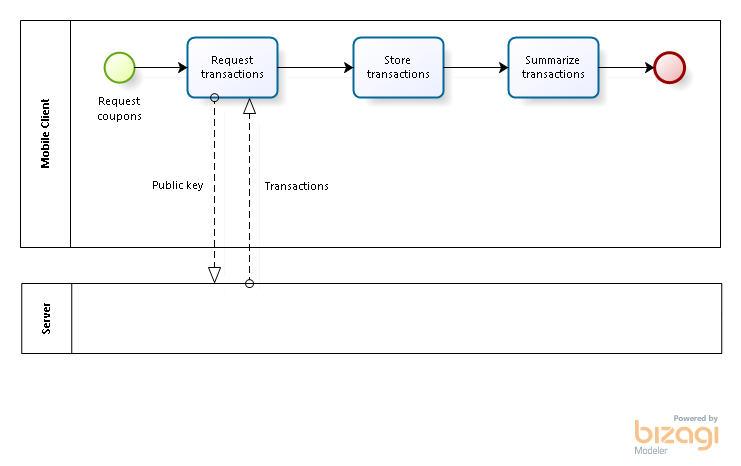 Mobile Client
Request
coupons
Request
transactions
Store
transactions
Summarize
transactions
Public key
Transactions
Server
Powered by
bizagi
Modeler